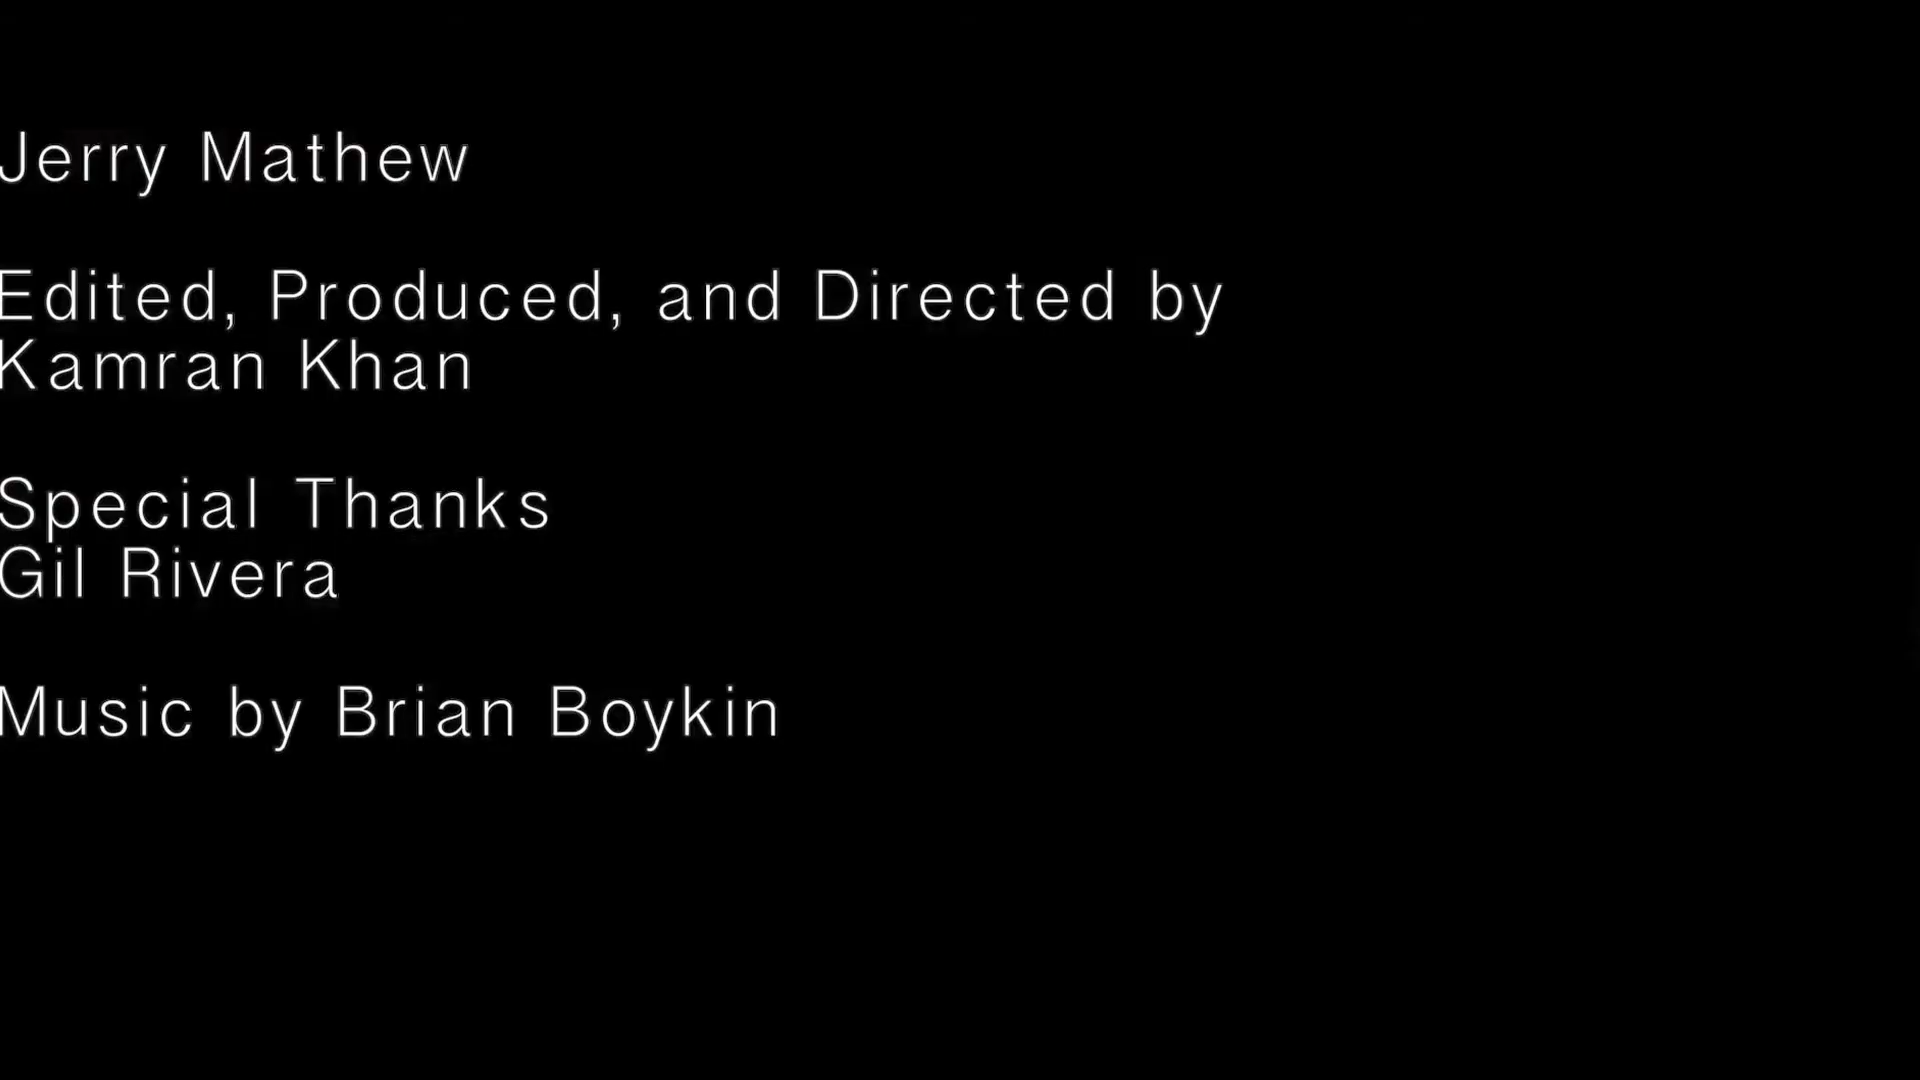 Jerry Mathew
Edited, Produced, and Directed by
Kamran Khan
Special Thanks
Gil Rivera
Music by Brian Boykin